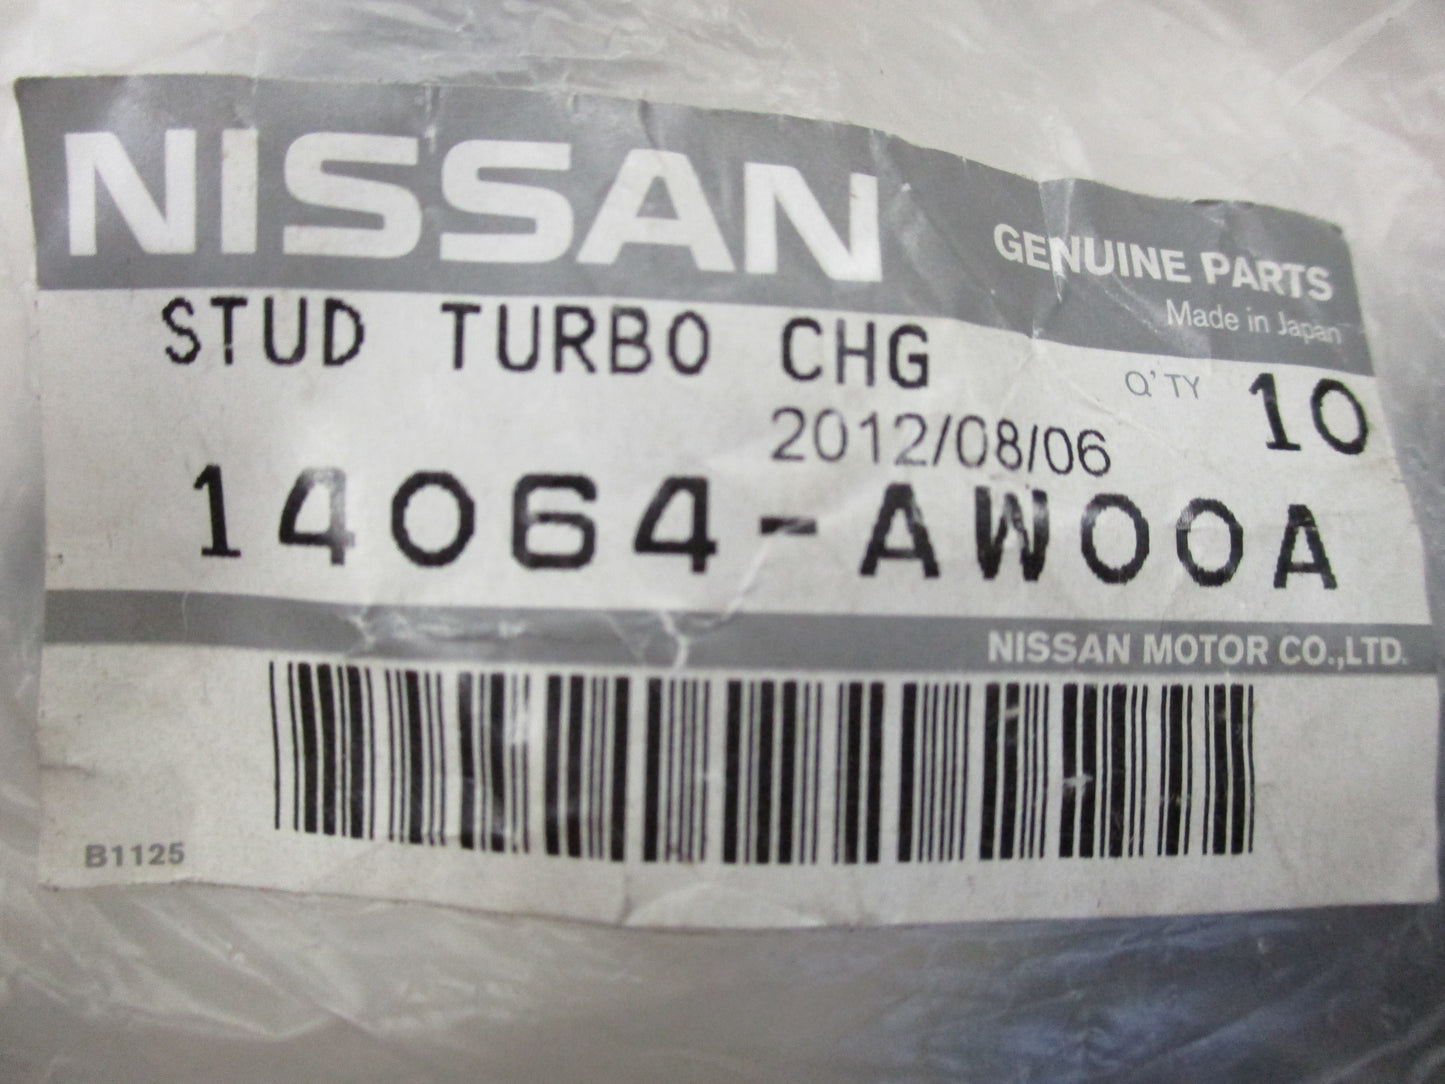 NISSAN GENUINE PARTS
Made in Japan
STUD TURBO CHG
Q'TY 10
2012/08/06
14064-AW00A
NISSAN MOTOR CO.,LTD.
B1125